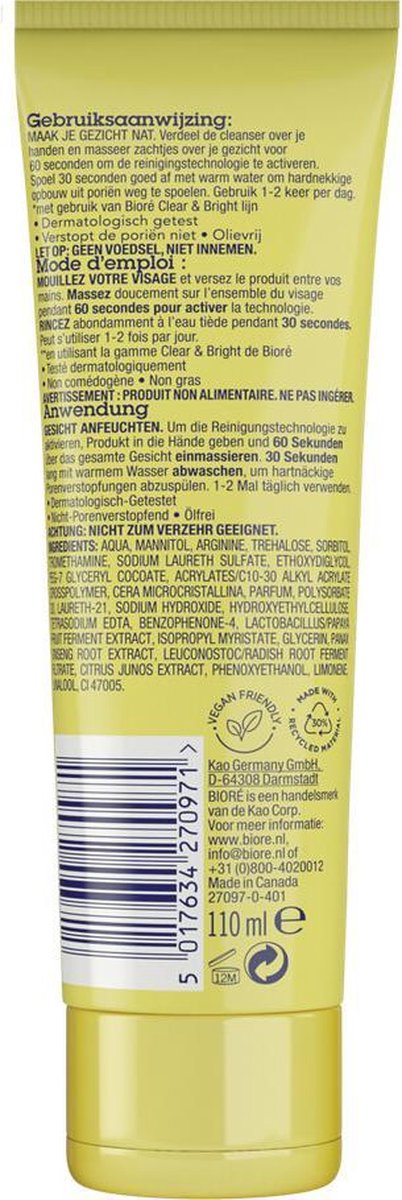 Gebruiksaanwijzing:
MAAK JE GEZICHT NAT. Verdeel de cleanser over je
handen en masseer zachtjes over je gezicht voor
60 seconden om de reinigingstechnologie te activeren.
Spoel 30 seconden goed af met warm water om hardnekkige
opbouw uit poriën weg te spoelen. Gebruik 1-2 keer per dag.
*met gebruik van Bioré Clear & Bright lijn
• Dermatologisch getest
• Verstopt de poriën niet • Olievrij
LET OP: GEEN VOEDSEL, NIET INNEMEN.
Mode d'emploi :
MOUILLEZ VOTRE VISAGE et versez le produit entre vos
mains. Massez doucement sur l'ensemble du visage
pendant 60 secondes pour activer la technologie.
RINCEZ abondamment à l'eau tiède pendant 30 secondes.
Peut s'utiliser 1-2 fois par jour.
**en utilisant la gamme Clear & Bright de Bioré
• Testé dermatologiquement
• Non comédogène • Non gras
AVERTISSEMENT : PRODUIT NON ALIMENTAIRE. NE PAS INGÉRER.
Anwendung
GESICHT ANFEUCHTEN. Um die Reinigungstechnologie zu
aktivieren, Produkt in die Hände geben und 60 Sekunden
über das gesamte Gesicht einmassieren. 30 Sekunden
lang mit warmem Wasser abwaschen, um hartnäckige
Porenverstopfungen abzuspülen. 1-2 Mal täglich verwenden.
• Dermatologisch-Getestet
• Nicht-Porenverstopfend • Ölfrei
ACHTUNG: NICHT ZUM VERZEHR GEEIGNET.
INGREDIENTS: AQUA, MANNITOL, ARGININE, TREHALOSE, SORBITOL,
TROMETHAMINE, SODIUM LAURETH SULFATE, ETHOXYDIGLYCOL,
PEG-7 GLYCERYL COCOATE, ACRYLATES/C10-30 ALKYL ACRYLATE
CROSSPOLYMER, CERA MICROCRISTALLINA, PARFUM, POLYSORBATE
20, LAURETH-21, SODIUM HYDROXIDE, HYDROXYETHYLCELLULOSE,
TETRASODIUM EDTA, BENZOPHENONE-4, LACTOBACILLUS/PAPAYA
FRUIT FERMENT EXTRACT, ISOPROPYL MYRISTATE, GLYCERIN, PANAX
GINSENG ROOT EXTRACT, LEUCONOSTOC/RADISH ROOT FERMENT
FILTRATE, CITRUS JUNOS EXTRACT, PHENOXYETHANOL, LIMONENE,
LINALOOL, CI 47005.
VEGAN FRIENDLY
MADE WITH
30%
RECYCLED MATERIAL
Kao Germany GmbH,
D-64308 Darmstadt
BIORÉ is een handelsmerk
van de Kao Corp.
Voor meer informatie:
www.biore.nl,
info@biore.nl of
+31 (0)800-4020012
Made in Canada
27097-0-401
110 ml e
12M
5 017634 270971 >